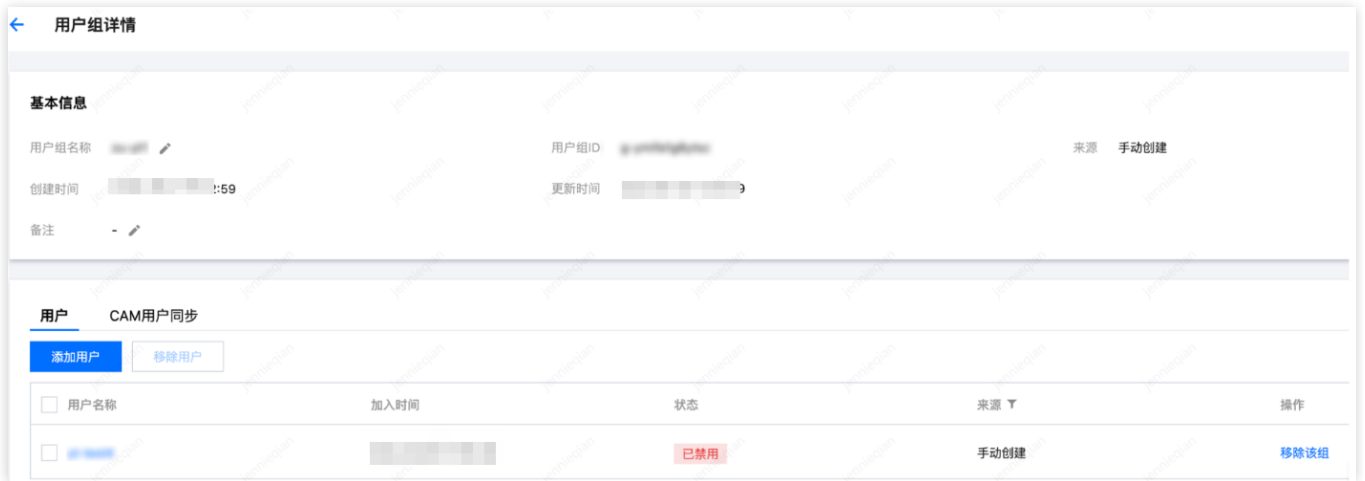 用户组详情
基本信息
用户组名称 用户组ID 来源 手动创建
创建时间 :59 更新时间 9
备注 -
用户 CAM用户同步
添加用户 移除用户
用户名称 加入时间 状态 来源 操作
已禁用 手动创建 移除该组
jennieqian